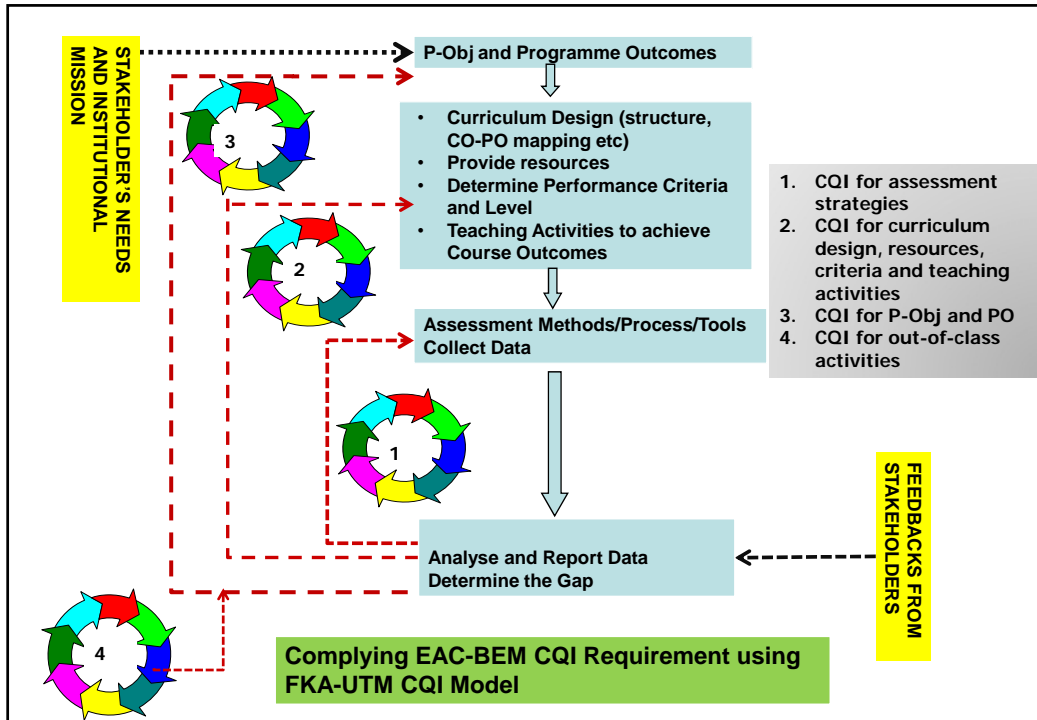 STAKEHOLDER'S NEEDS
AND INSTITUTIONAL
MISSION
P-Obj and Programme Outcomes
• Curriculum Design (structure,
CO-PO mapping etc)
• Provide resources
• Determine Performance Criteria
and Level
• Teaching Activities to achieve
Course Outcomes
3
2
1. CQI for assessment
strategies
2. CQI for curriculum
design, resources,
criteria and teaching
activities
3. CQI for P-Obj and PO
4. CQI for out-of-class
activities
Assessment Methods/Process/Tools
Collect Data
1
FEEDBACKS FROM
STAKEHOLDERS
Analyse and Report Data
Determine the Gap
4
Complying EAC-BEM CQI Requirement using
FKA-UTM CQI Model